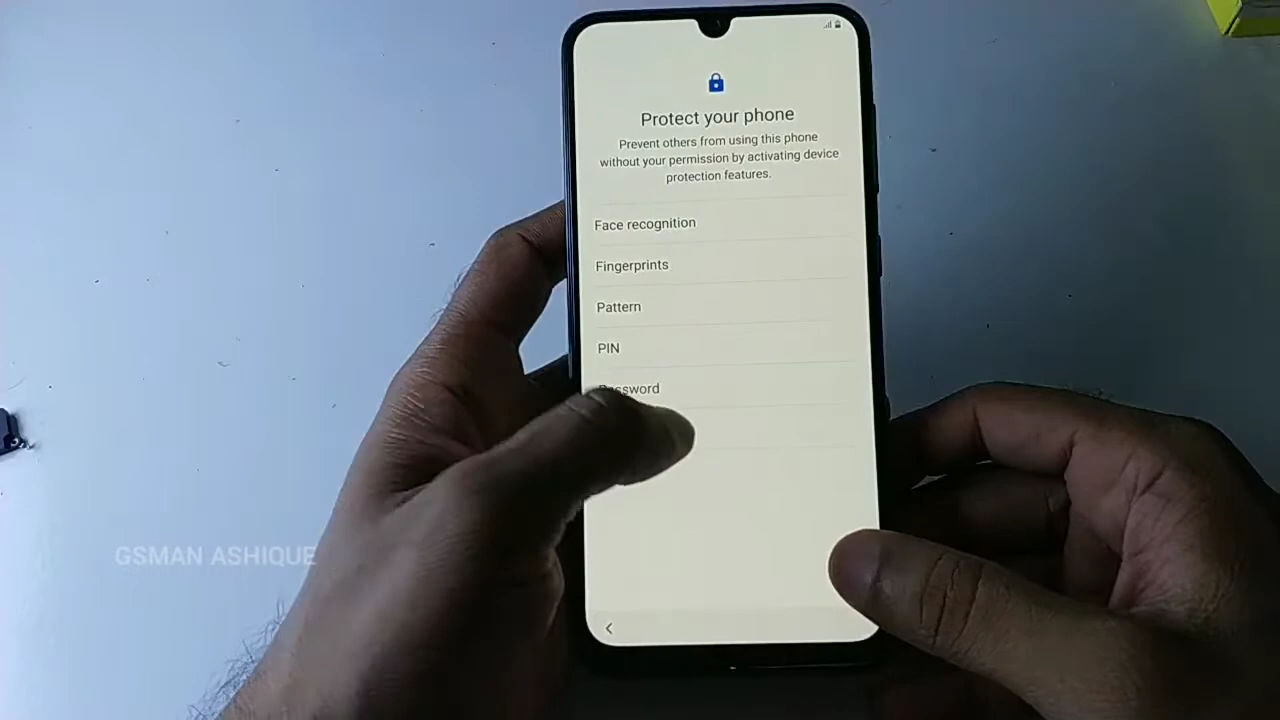 Protect your phone
Prevent others from using this phone
without your permission by activating device
protection features.
Face recognition
Fingerprints
Pattern
PIN
Password
GSMAN ASHIQUE